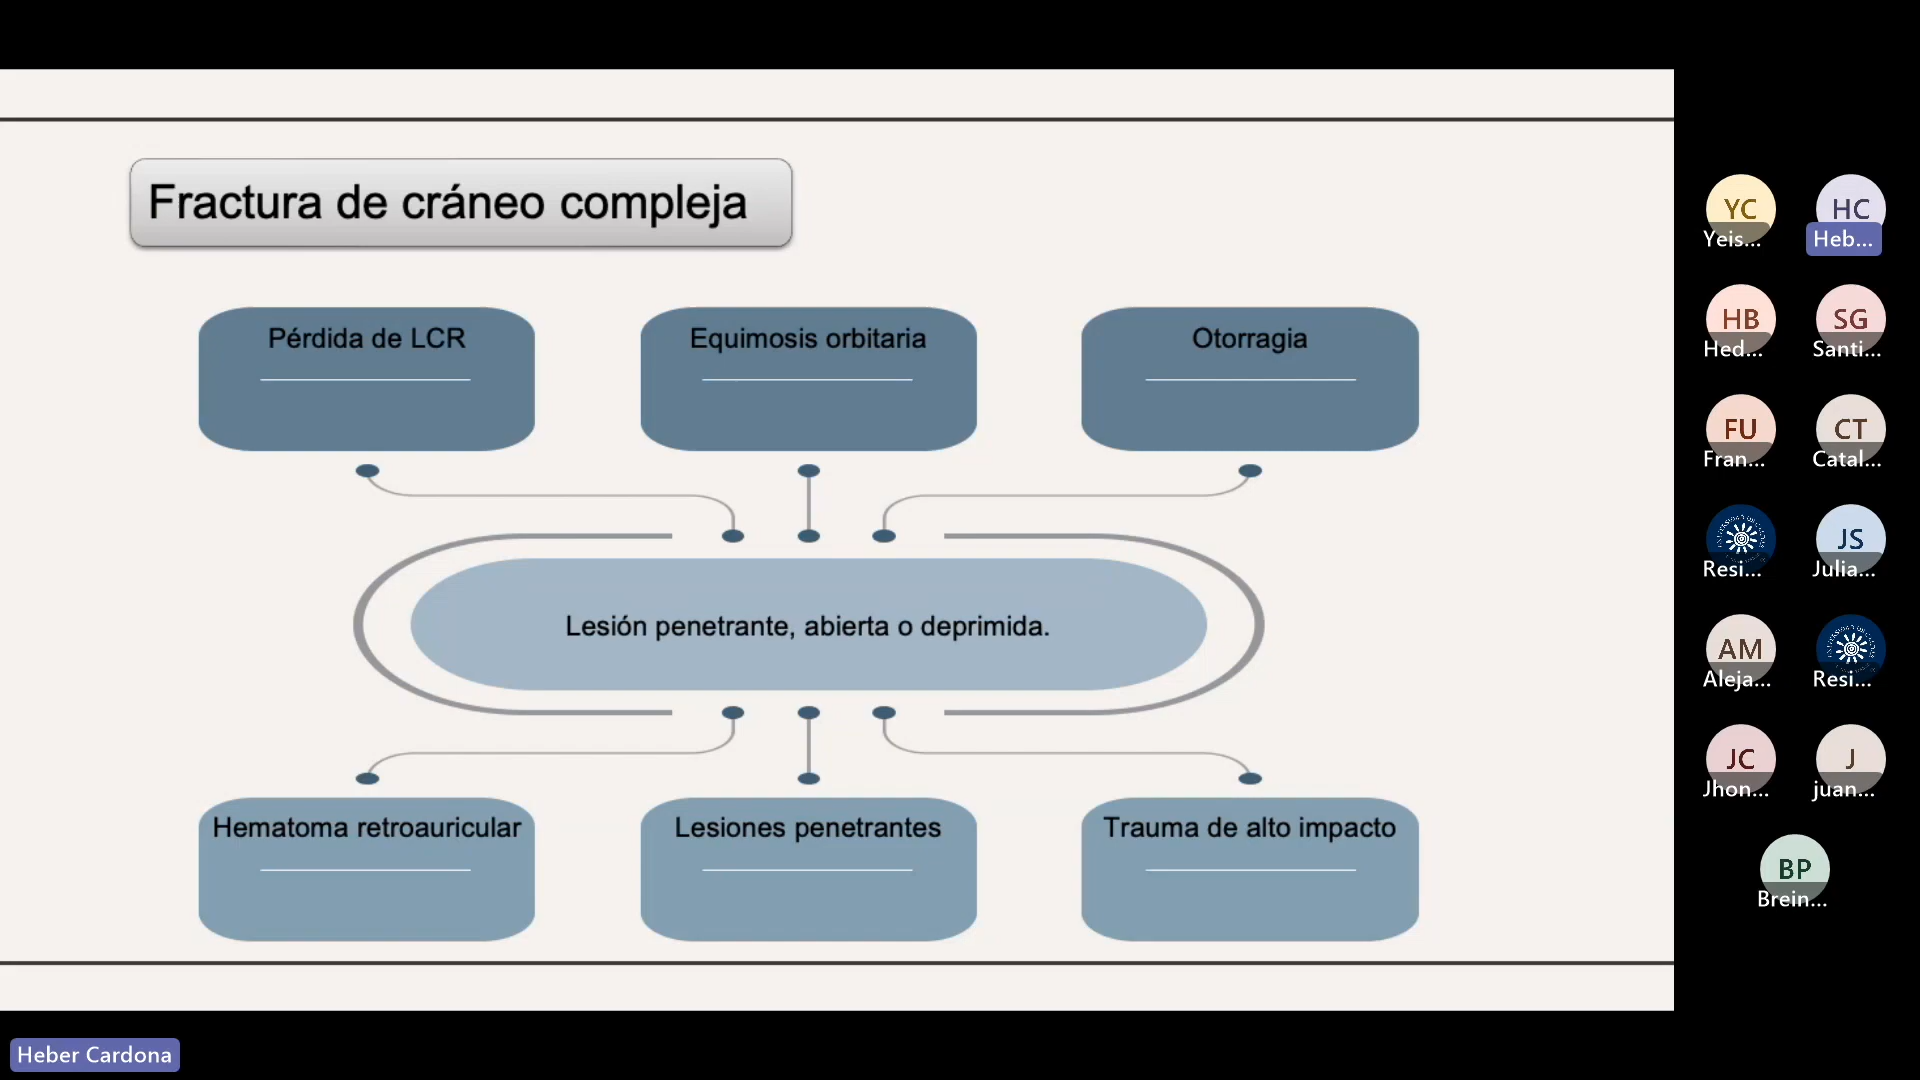 Fractura de cráneo compleja
Pérdida de LCR
Equimosis orbitaria
Otorragia
Lesión penetrante, abierta o deprimida.
Hematoma retroauricular
Lesiones penetrantes
Trauma de alto impacto
YC
Yeis...
HC
Heb...
HB
Hed...
SG
Santi...
FU
Fran...
CT
Catal...
Resi...
JS
Julia...
AM
Aleja...
Resi...
JC
Jhon...
J
juan...
BP
Brein...
Heber Cardona